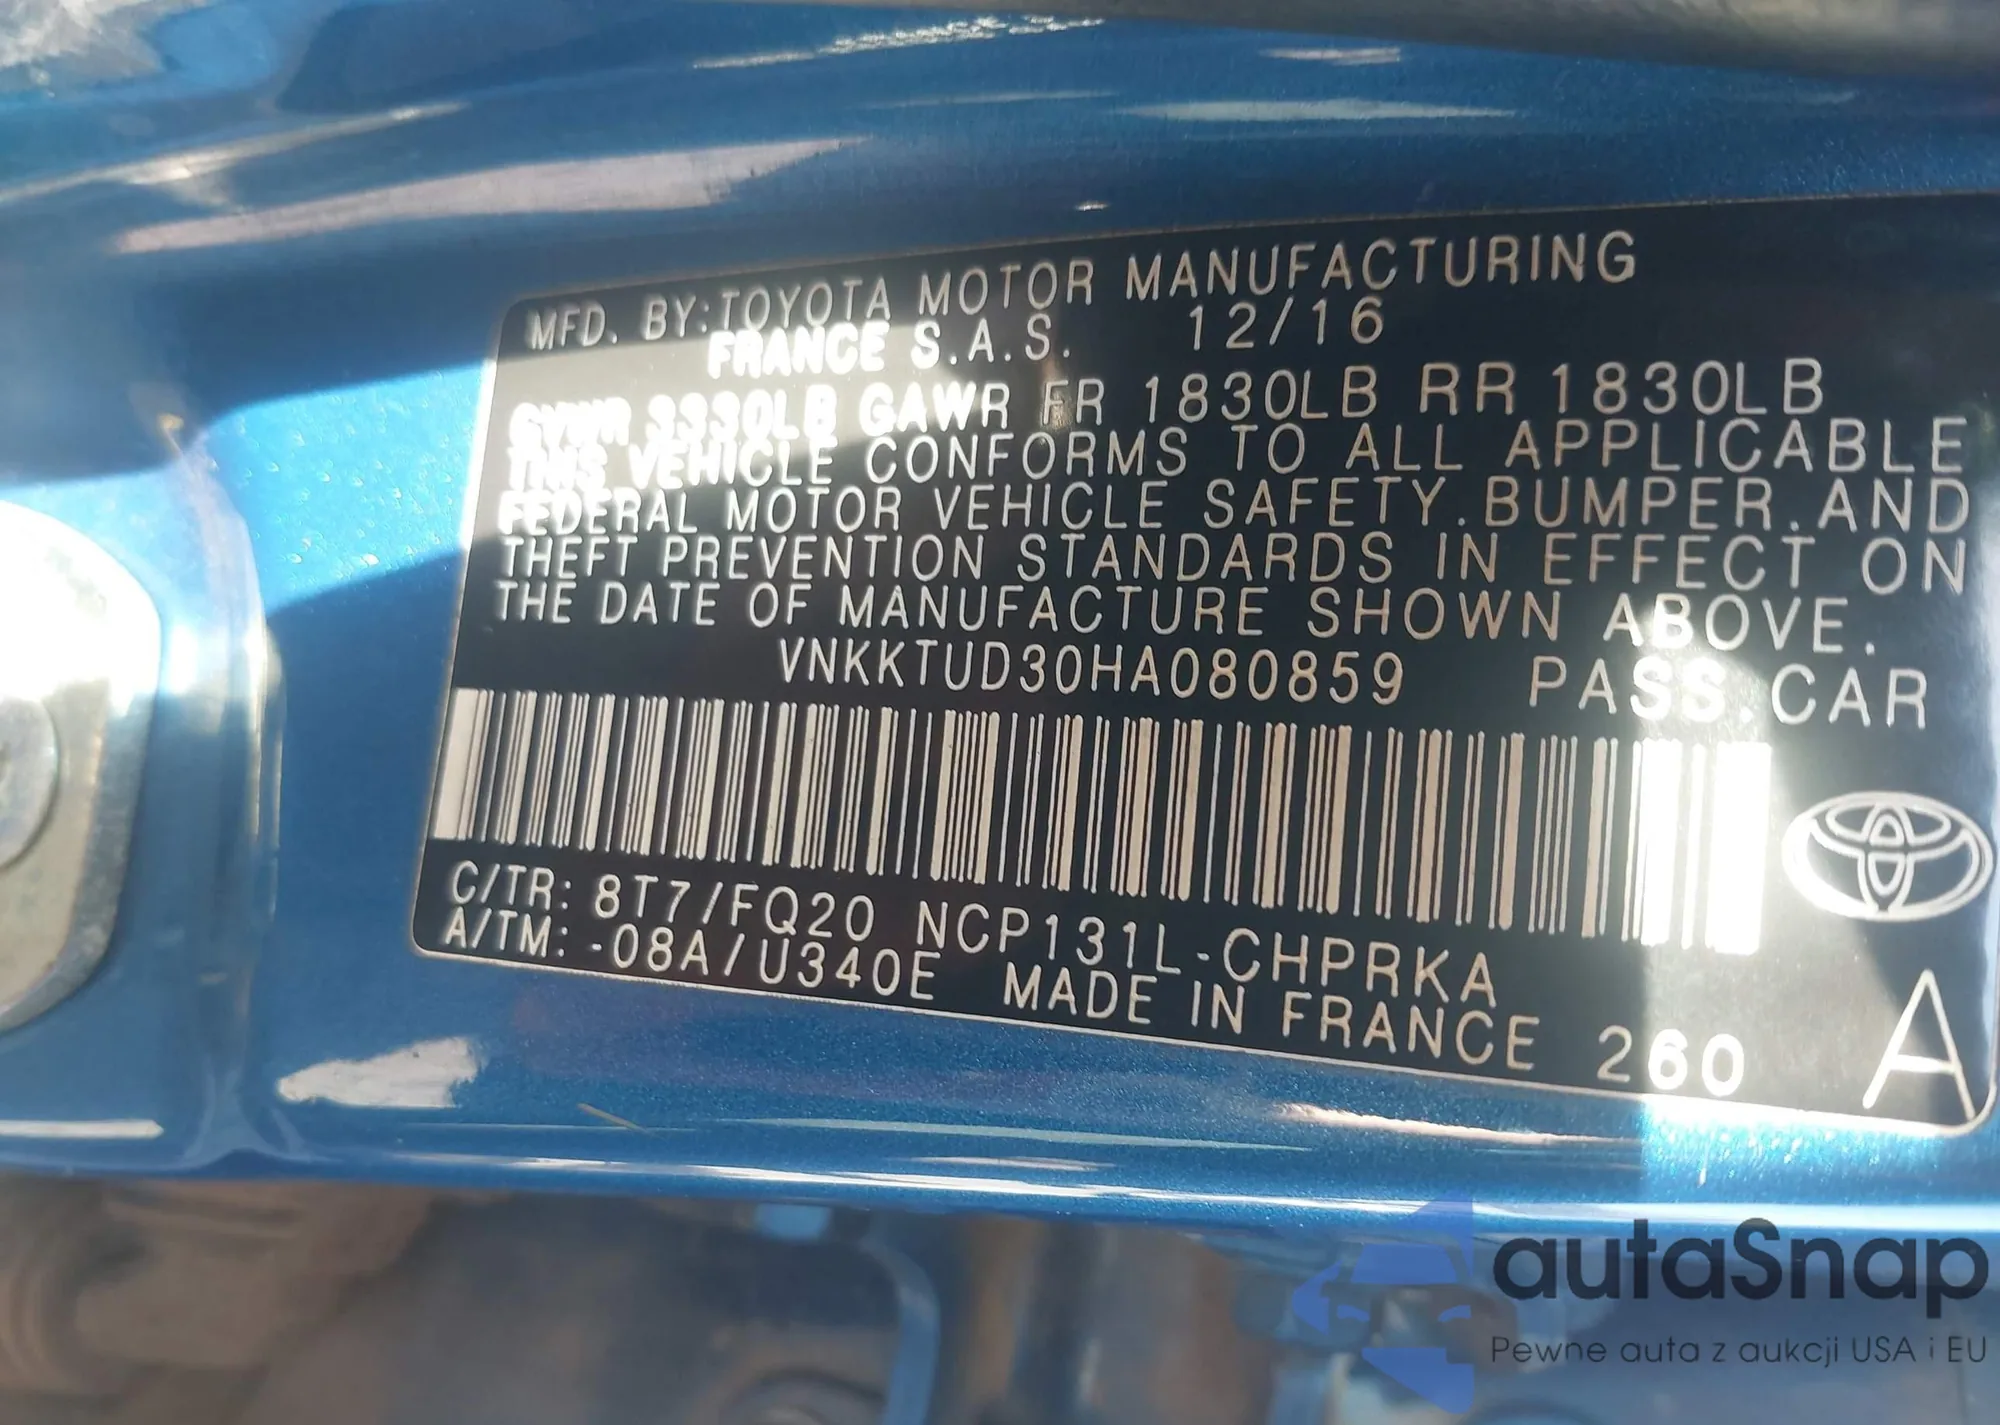 MFD. BY:TOYOTA MOTOR MANUFACTURING
FRANCE S.A.S. 12/16
GVWR 3330LB GAWR FR 1830LB RR 1830LB
THIS VEHICLE CONFORMS TO ALL APPLICABLE
FEDERAL MOTOR VEHICLE SAFETY.BUMPER.AND
THEFT PREVENTION STANDARDS IN EFFECT ON
THE DATE OF MANUFACTURE SHOWN ABOVE.
VNKKTUD30HA080859 PASS.CAR
C/TR: 8T7/FQ20 NCP131L-CHPRKA
A/TM: -08A/U340E MADE IN FRANCE 260 A
autaSnap
Pewne auta z aukcji USA i EU